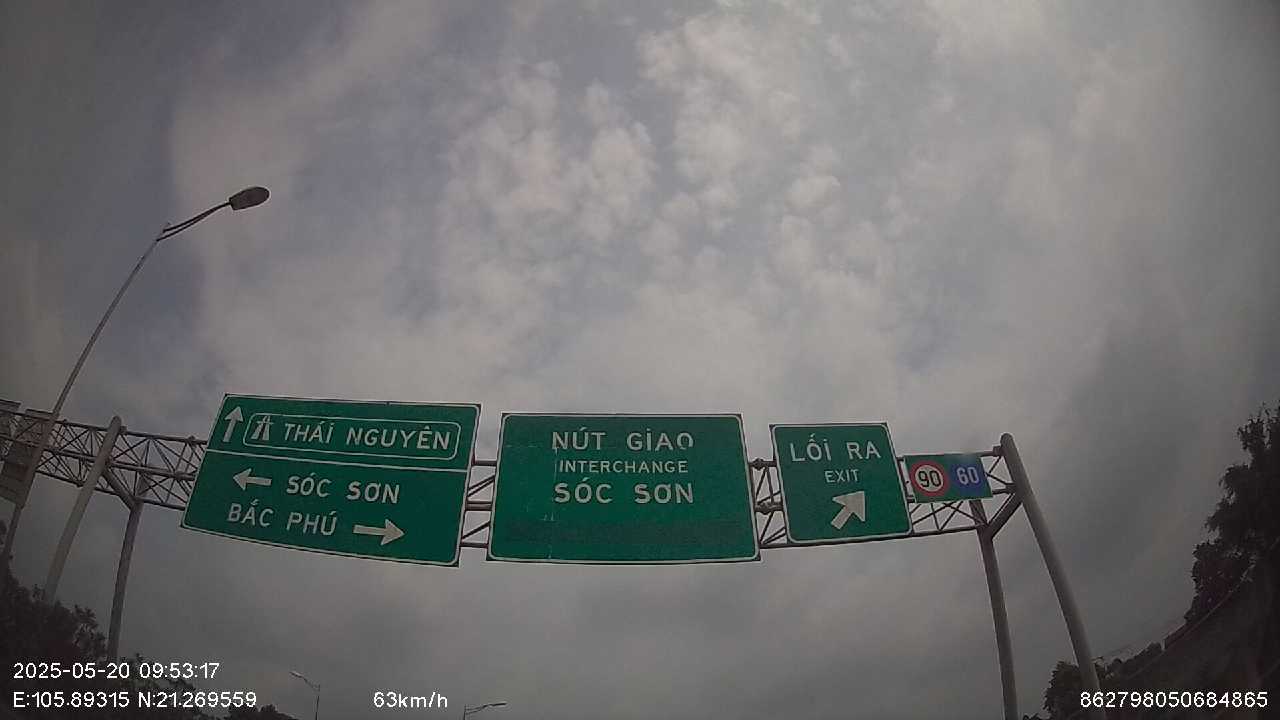 THÁI NGUYÊN
SÓC SƠN
BẮC PHÚ
NÚT GIAO
INTERCHANGE
SÓC SƠN
LỐI RA
EXIT
90 60
2025-05-20 09:53:17
E:105.89315 N:21.269559 63km/h 862798050684865